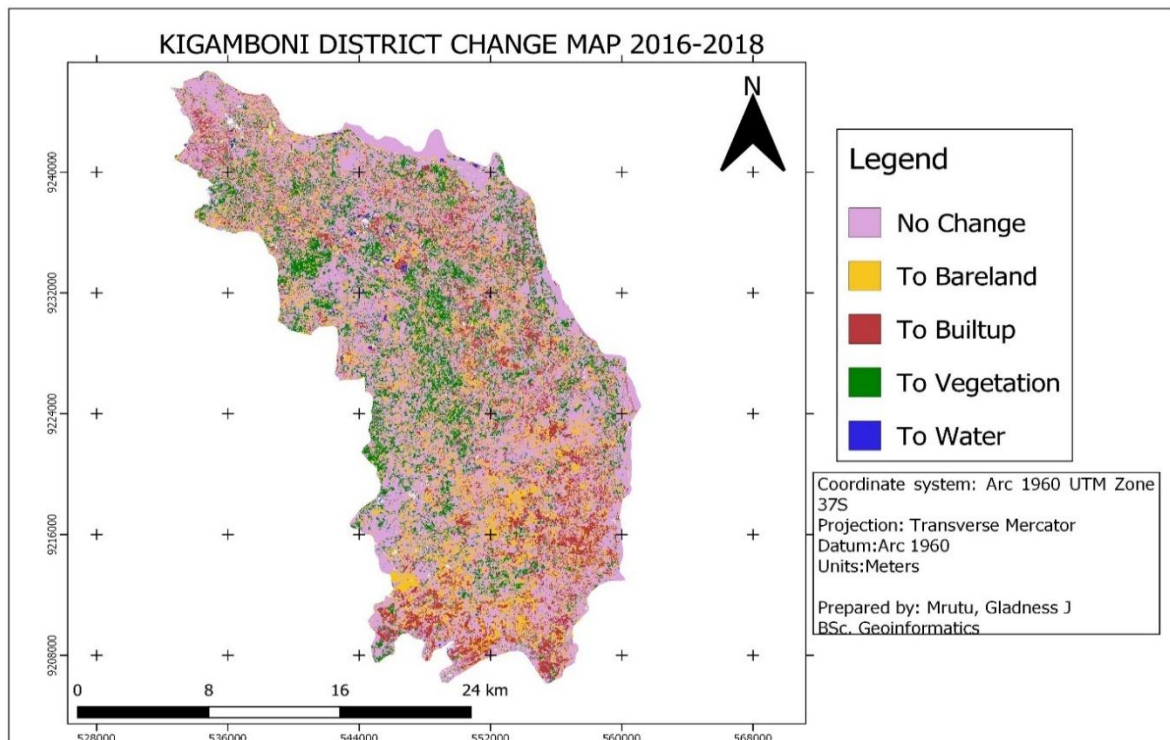 KIGAMBONI DISTRICT CHANGE MAP 2016-2018
N
9240000
9232000
9224000
9216000
9208000
0 8 16 24 km
528000 536000 544000 552000 560000 568000
Legend
No Change
To Bareland
To Builtup
To Vegetation
To Water
Coordinate system: Arc 1960 UTM Zone
37S
Projection: Transverse Mercator
Datum:Arc 1960
Units:Meters
Prepared by: Mrutu, Gladness J
BSc. Geoinformatics